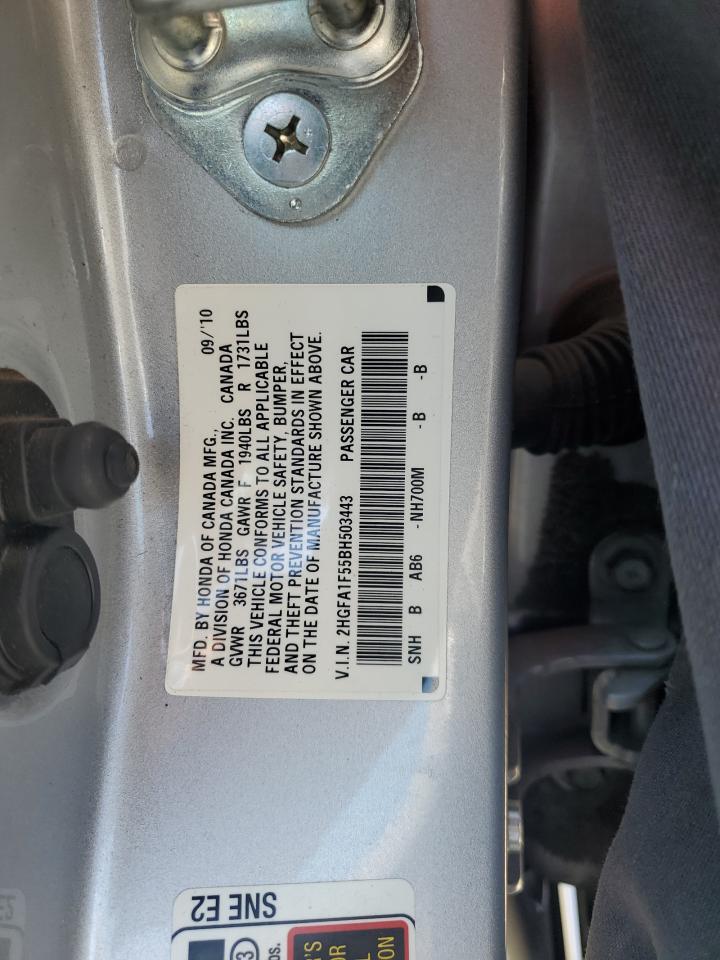 MFD. BY HONDA OF CANADA MFG., 09/'10
A DIVISION OF HONDA CANADA INC. CANADA
GVWR 3671LBS GAWR F 1940LBS R 1731LBS
THIS VEHICLE CONFORMS TO ALL APPLICABLE
FEDERAL MOTOR VEHICLE SAFETY, BUMPER,
AND THEFT PREVENTION STANDARDS IN EFFECT
ON THE DATE OF MANUFACTURE SHOWN ABOVE.
V.I.N. 2HGFA1F55BH503443 PASSENGER CAR
SNH B AB6 -NH700M -B -B
SNE E2